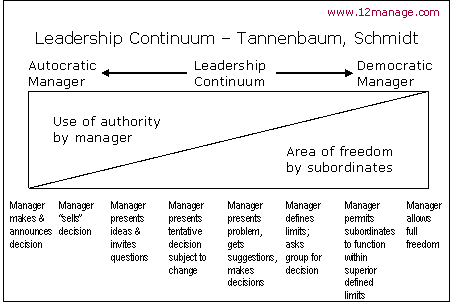 www.12manage.com
Leadership Continuum – Tannenbaum, Schmidt
Autocratic
Manager
Leadership
Continuum
Democratic
Manager
Use of authority
by manager
Area of freedom
by subordinates
Manager
makes &
announces
decision
Manager
"sells"
decision
Manager
presents
ideas &
invites
questions
Manager
presents
tentative
decision
subject to
change
Manager
presents
problem,
gets
suggestions,
makes
decisions
Manager
defines
limits;
asks
group for
decision
Manager
permits
subordinates
to function
within
superior
defined
limits
Manager
allows
full
freedom